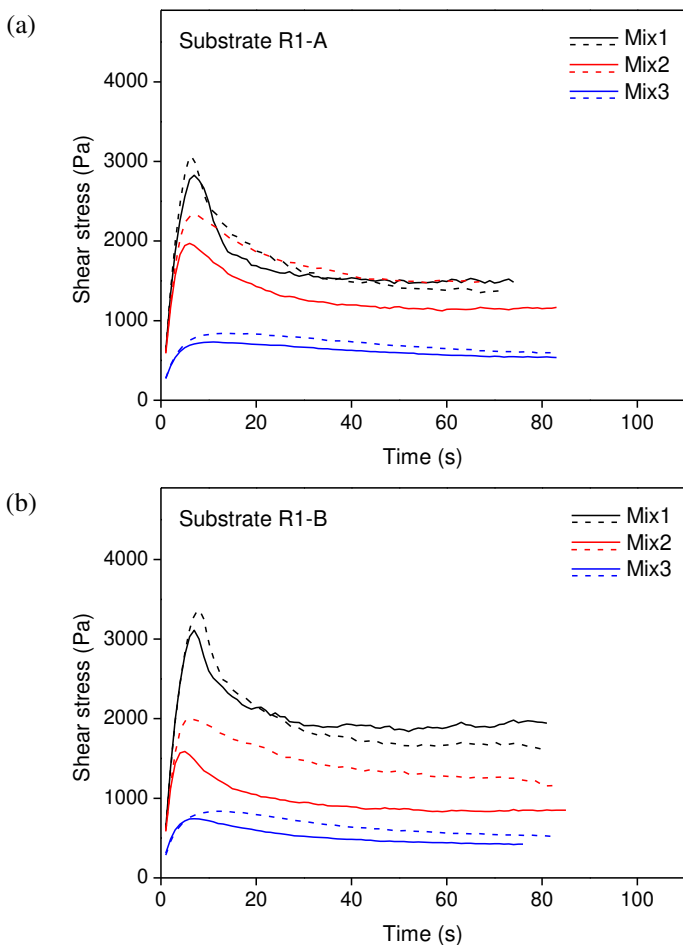 (a)
Substrate R1-A
Mix1
Mix2
Mix3
Shear stress (Pa)
4000
3000
2000
1000
0
0 20 40 60 80 100
Time (s)
(b)
Substrate R1-B
Mix1
Mix2
Mix3
Shear stress (Pa)
4000
3000
2000
1000
0
0 20 40 60 80 100
Time (s)